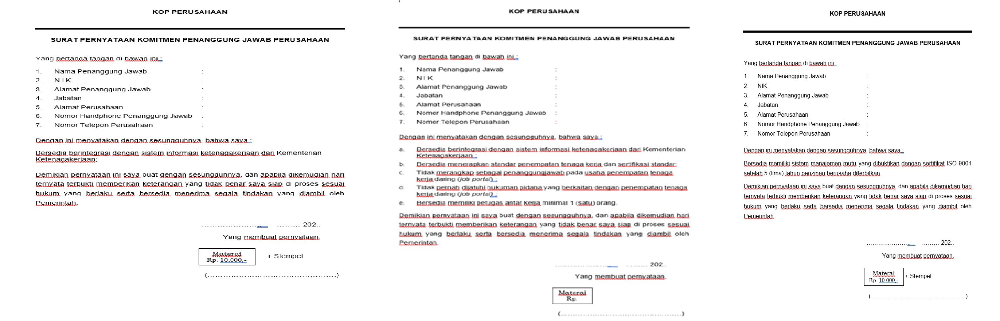 KOP PERUSAHAAN
SURAT PERNYATAAN KOMITMEN PENANGGUNG JAWAB PERUSAHAAN
Yang bertanda tangan di bawah ini :
1. Nama Penanggung Jawab :
2. N I K :
3. Alamat Penanggung Jawab :
4. Jabatan :
5. Alamat Perusahaan :
6. Nomor Handphone Penanggung Jawab :
7. Nomor Telepon Perusahaan :
Dengan ini menyatakan dengan sesungguhnya, bahwa saya :
Bersedia berintegrasi dengan sistem informasi ketenagakerjaan dari Kementerian
Ketenagakerjaan;
Demikian pernyataan ini saya buat dengan sesungguhnya, dan apabila dikemudian hari
ternyata terbukti memberikan keterangan yang tidak benar saya siap di proses sesuai
hukum yang berlaku serta bersedia menerima segala tindakan yang diambil oleh
Pemerintah.
......................, ......... 202..
Yang membuat pernyataan,
Materai
Rp. 10.000,-
+ Stempel
(..............................................)
KOP PERUSAHAAN
SURAT PERNYATAAN KOMITMEN PENANGGUNG JAWAB PERUSAHAAN
Yang bertanda tangan di bawah ini :
1. Nama Penanggung Jawab :
2. N I K :
3. Alamat Penanggung Jawab :
4. Jabatan :
5. Alamat Perusahaan :
6. Nomor Handphone Penanggung Jawab :
7. Nomor Telepon Perusahaan :
Dengan ini menyatakan dengan sesungguhnya, bahwa saya :
a. Bersedia berintegrasi dengan sistem informasi ketenagakerjaan dari Kementerian
Ketenagakerjaan ;
b. Bersedia menerapkan standar penempatan tenaga kerja dan sertifikasi standar;
c. Tidak merangkap sebagai penanggungjawab pada usaha penempatan tenaga
kerja daring (job portal) ;
d. Tidak pernah dijatuhi hukuman pidana yang berkaitan dengan penempatan tenaga
kerja daring (job portal) ;
e. Bersedia memiliki petugas antar kerja minimal 1 (satu) orang.
Demikian pernyataan ini saya buat dengan sesungguhnya, dan apabila dikemudian hari
ternyata terbukti memberikan keterangan yang tidak benar saya siap di proses sesuai
hukum yang berlaku serta bersedia menerima segala tindakan yang diambil oleh
Pemerintah.
......................, ......... 202..
Yang membuat pernyataan,
Materai
Rp.
(..............................................)
KOP PERUSAHAAN
SURAT PERNYATAAN KOMITMEN PENANGGUNG JAWAB PERUSAHAAN
Yang bertanda tangan di bawah ini :
1. Nama Penanggung Jawab :
2. NIK :
3. Alamat Penanggung Jawab :
4. Jabatan :
5. Alamat Perusahaan :
6. Nomor Handphone Penanggung Jawab :
7. Nomor Telepon Perusahaan :
Dengan ini menyatakan dengan sesungguhnya, bahwa saya :
Bersedia memiliki sistem manajemen mutu yang dibuktikan dengan sertifikat ISO 9001
setelah 5 (lima) tahun perizinan berusaha diterbitkan.
Demikian pernyataan ini saya buat dengan sesungguhnya, dan apabila dikemudian hari
ternyata terbukti memberikan keterangan yang tidak benar saya siap di proses sesuai
hukum yang berlaku serta bersedia menerima segala tindakan yang diambil oleh
Pemerintah.
......................, ......... 202..
Yang membuat pernyataan,
Materai
Rp. 10.000,-
+ Stempel
(..............................................)